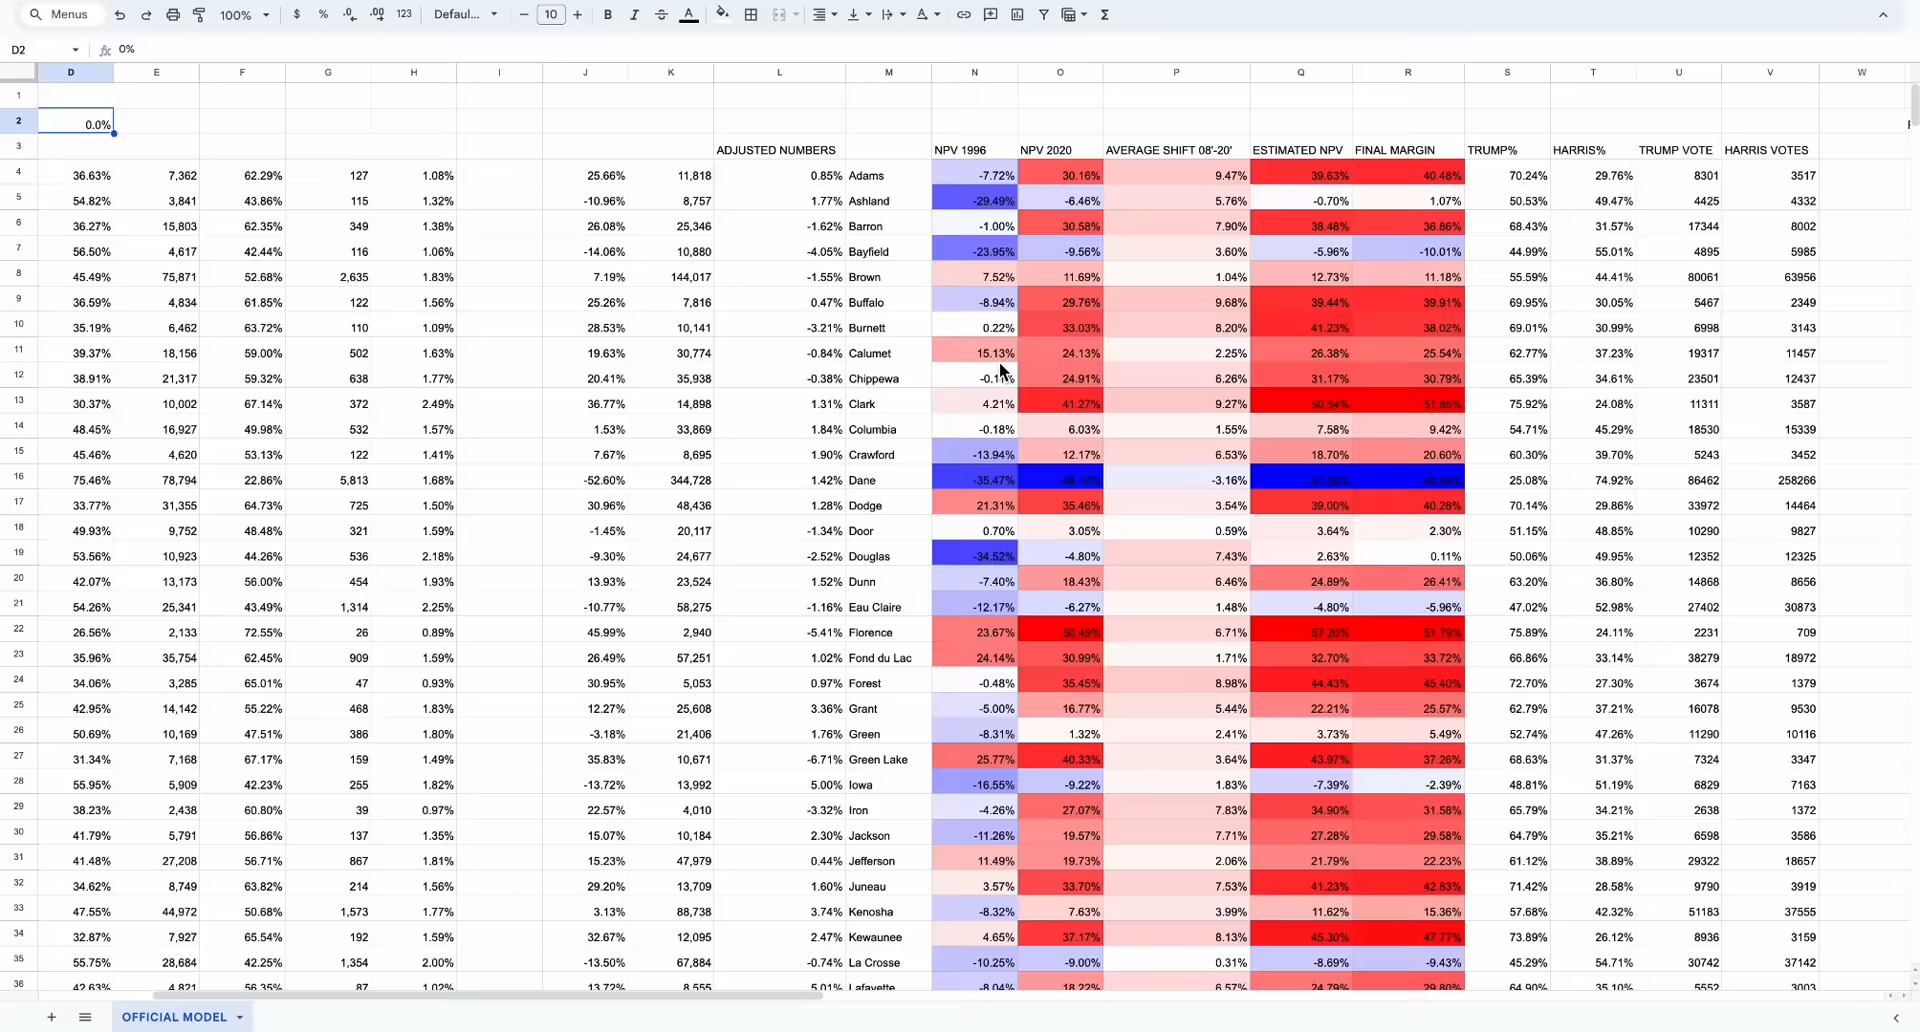 Menus 100% $ % .0 .00 123 Defaul... − 10 + B I A Σ
D2 fx 0%
D E F G H I J K L M N O P Q R S T U V W
1
2 0.0%
3 ADJUSTED NUMBERS NPV 1996 NPV 2020 AVERAGE SHIFT 08'-20' ESTIMATED NPV FINAL MARGIN TRUMP% HARRIS% TRUMP VOTE HARRIS VOTES
4 36.63% 7,362 62.29% 127 1.08% 25.66% 11,818 0.85% Adams -7.72% 30.16% 9.47% 39.63% 40.48% 70.24% 29.76% 8301 3517
5 54.82% 3,841 43.86% 115 1.32% -10.96% 8,757 1.77% Ashland -29.49% -6.46% 5.76% -0.70% 1.07% 50.53% 49.47% 4425 4332
6 36.27% 15,803 62.35% 349 1.38% 26.08% 25,346 -1.62% Barron -1.00% 30.58% 7.90% 38.48% 36.86% 68.43% 31.57% 17344 8002
7 56.50% 4,617 42.44% 116 1.06% -14.06% 10,880 -4.05% Bayfield -23.95% -9.56% 3.60% -5.96% -10.01% 44.99% 55.01% 4895 5985
8 45.49% 75,871 52.68% 2,635 1.83% 7.19% 144,017 -1.55% Brown 7.52% 11.69% 1.04% 12.73% 11.18% 55.59% 44.41% 80061 63956
9 36.59% 4,834 61.85% 122 1.56% 25.26% 7,816 0.47% Buffalo -8.94% 29.76% 9.68% 39.44% 39.91% 69.95% 30.05% 5467 2349
10 35.19% 6,462 63.72% 110 1.09% 28.53% 10,141 -3.21% Burnett 0.22% 33.03% 8.20% 41.23% 38.02% 69.01% 30.99% 6998 3143
11 39.37% 18,156 59.00% 502 1.63% 19.63% 30,774 -0.84% Calumet 15.13% 24.13% 2.25% 26.38% 25.54% 62.77% 37.23% 19317 11457
12 38.91% 21,317 59.32% 638 1.77% 20.41% 35,938 -0.38% Chippewa 24.91% 6.26% 31.17% 30.79% 65.39% 34.61% 23501 12437
13 30.37% 10,002 67.14% 372 2.49% 36.77% 14,898 1.31% Clark 4.21% 41.27% 9.27% 50.54% 51.85% 75.92% 24.08% 11311 3587
14 48.45% 16,927 49.98% 532 1.57% 1.53% 33,869 1.84% Columbia -0.18% 6.03% 1.55% 7.58% 9.42% 54.71% 45.29% 18530 15339
15 45.46% 4,620 53.13% 122 1.41% 7.67% 8,695 1.90% Crawford -13.94% 12.17% 6.53% 18.70% 20.60% 60.30% 39.70% 5243 3452
16 75.46% 78,794 22.86% 5,813 1.68% -52.60% 344,728 1.42% Dane -35.47% -3.16% 25.08% 74.92% 86462 258266
17 33.77% 31,355 64.73% 725 1.50% 30.96% 48,436 1.28% Dodge 21.31% 35.46% 3.54% 39.00% 40.28% 70.14% 29.86% 33972 14464
18 49.93% 9,752 48.48% 321 1.59% -1.45% 20,117 -1.34% Door 0.70% 3.05% 0.59% 3.64% 2.30% 51.15% 48.85% 10290 9827
19 53.56% 10,923 44.26% 536 2.18% -9.30% 24,677 -2.52% Douglas -34.52% -4.80% 7.43% 2.63% 0.11% 50.06% 49.95% 12352 12325
20 42.07% 13,173 56.00% 454 1.93% 13.93% 23,524 1.52% Dunn -7.40% 18.43% 6.46% 24.89% 26.41% 63.20% 36.80% 14868 8656
21 54.26% 25,341 43.49% 1,314 2.25% -10.77% 58,275 -1.16% Eau Claire -12.17% -6.27% 1.48% -4.80% -5.96% 47.02% 52.98% 27402 30873
22 26.56% 2,133 72.55% 26 0.89% 45.99% 2,940 -5.41% Florence 23.67% 50.49% 6.71% 57.20% 51.79% 75.89% 24.11% 2231 709
23 35.96% 35,754 62.45% 909 1.59% 26.49% 57,251 1.02% Fond du Lac 24.14% 30.99% 1.71% 32.70% 33.72% 66.86% 33.14% 38279 18972
24 34.06% 3,285 65.01% 47 0.93% 30.95% 5,053 0.97% Forest -0.48% 35.45% 8.98% 44.43% 45.40% 72.70% 27.30% 3674 1379
25 42.95% 14,142 55.22% 468 1.83% 12.27% 25,608 3.36% Grant -5.00% 16.77% 5.44% 22.21% 25.57% 62.79% 37.21% 16078 9530
26 50.69% 10,169 47.51% 386 1.80% -3.18% 21,406 1.76% Green -8.31% 1.32% 2.41% 3.73% 5.49% 52.74% 47.26% 11290 10116
27 31.34% 7,168 67.17% 159 1.49% 35.83% 10,671 -6.71% Green Lake 25.77% 40.33% 3.64% 43.97% 37.26% 68.63% 31.37% 7324 3347
28 55.95% 5,909 42.23% 255 1.82% -13.72% 13,992 5.00% Iowa -16.55% -9.22% 1.83% -7.39% -2.39% 48.81% 51.19% 6829 7163
29 38.23% 2,438 60.80% 39 0.97% 22.57% 4,010 -3.32% Iron -4.26% 27.07% 7.83% 34.90% 31.58% 65.79% 34.21% 2638 1372
30 41.79% 5,791 56.86% 137 1.35% 15.07% 10,184 2.30% Jackson -11.26% 19.57% 7.71% 27.28% 29.58% 64.79% 35.21% 6598 3586
31 41.48% 27,208 56.71% 867 1.81% 15.23% 47,979 0.44% Jefferson 11.49% 19.73% 2.06% 21.79% 22.23% 61.12% 38.89% 29322 18657
32 34.62% 8,749 63.82% 214 1.56% 29.20% 13,709 1.60% Juneau 3.57% 33.70% 7.53% 41.23% 42.83% 71.42% 28.58% 9790 3919
33 47.55% 44,972 50.68% 1,573 1.77% 3.13% 88,738 3.74% Kenosha -8.32% 7.63% 3.99% 11.62% 15.36% 57.68% 42.32% 51183 37555
34 32.87% 7,927 65.54% 192 1.59% 32.67% 12,095 2.47% Kewaunee 4.65% 37.17% 8.13% 45.30% 47.77% 73.89% 26.12% 8936 3159
35 55.75% 28,684 42.25% 1,354 2.00% -13.50% 67,884 -0.74% La Crosse -10.25% -9.00% 0.31% -8.69% -9.43% 45.29% 54.71% 30742 37142
36 42.63% 4,821 56.35% 87 1.02% 13.72% 8,555 5.01% Lafayette -8.04% 18.22% 6.57% 24.79% 29.80% 64.90% 35.10% 5552 3003
OFFICIAL MODEL